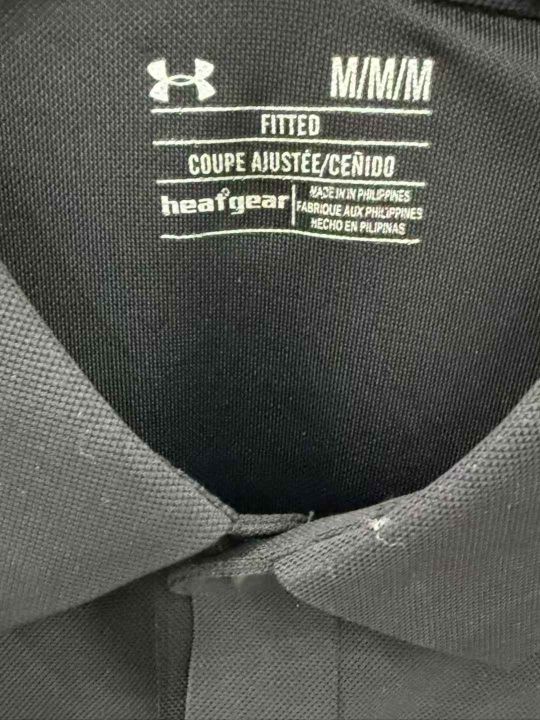 M/M/M
FITTED
COUPE AJUSTÉE/CEÑIDO
heatgear
MADE IN IN PHILIPPINES
FABRIQUE AUX PHILIPPINES
HECHO EN PILIPINAS